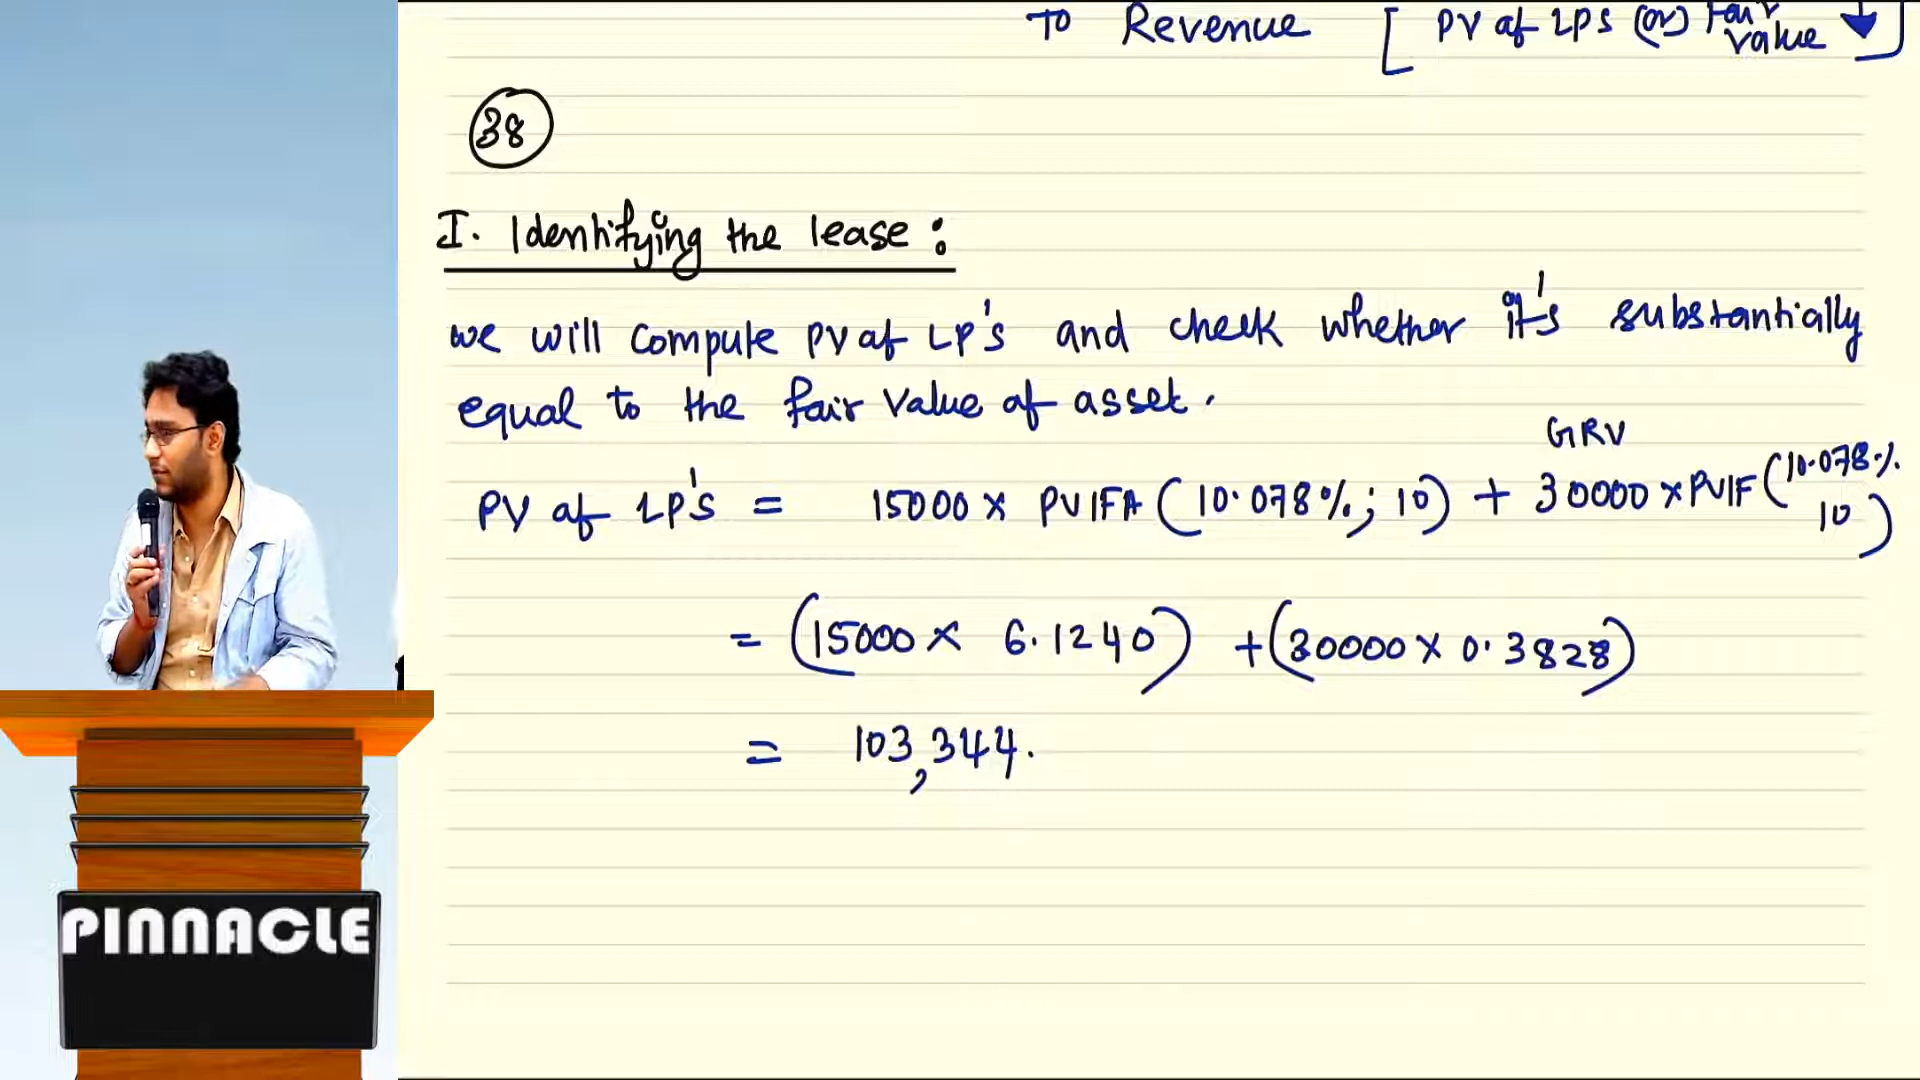 To Revenue [ PV of LPS (or) Fair value ↓ ]
38
I. Identifying the lease :
we will compute PV of LP's and check whether it's substantially
equal to the fair value of asset.
GRV
PV of LP's = 15000 x PVIFA (10.078%; 10) + 30000 x PVIF (10.078% 10)
= (15000 x 6.1240) + (30000 x 0.3828)
= 103,344.
PINNACLE